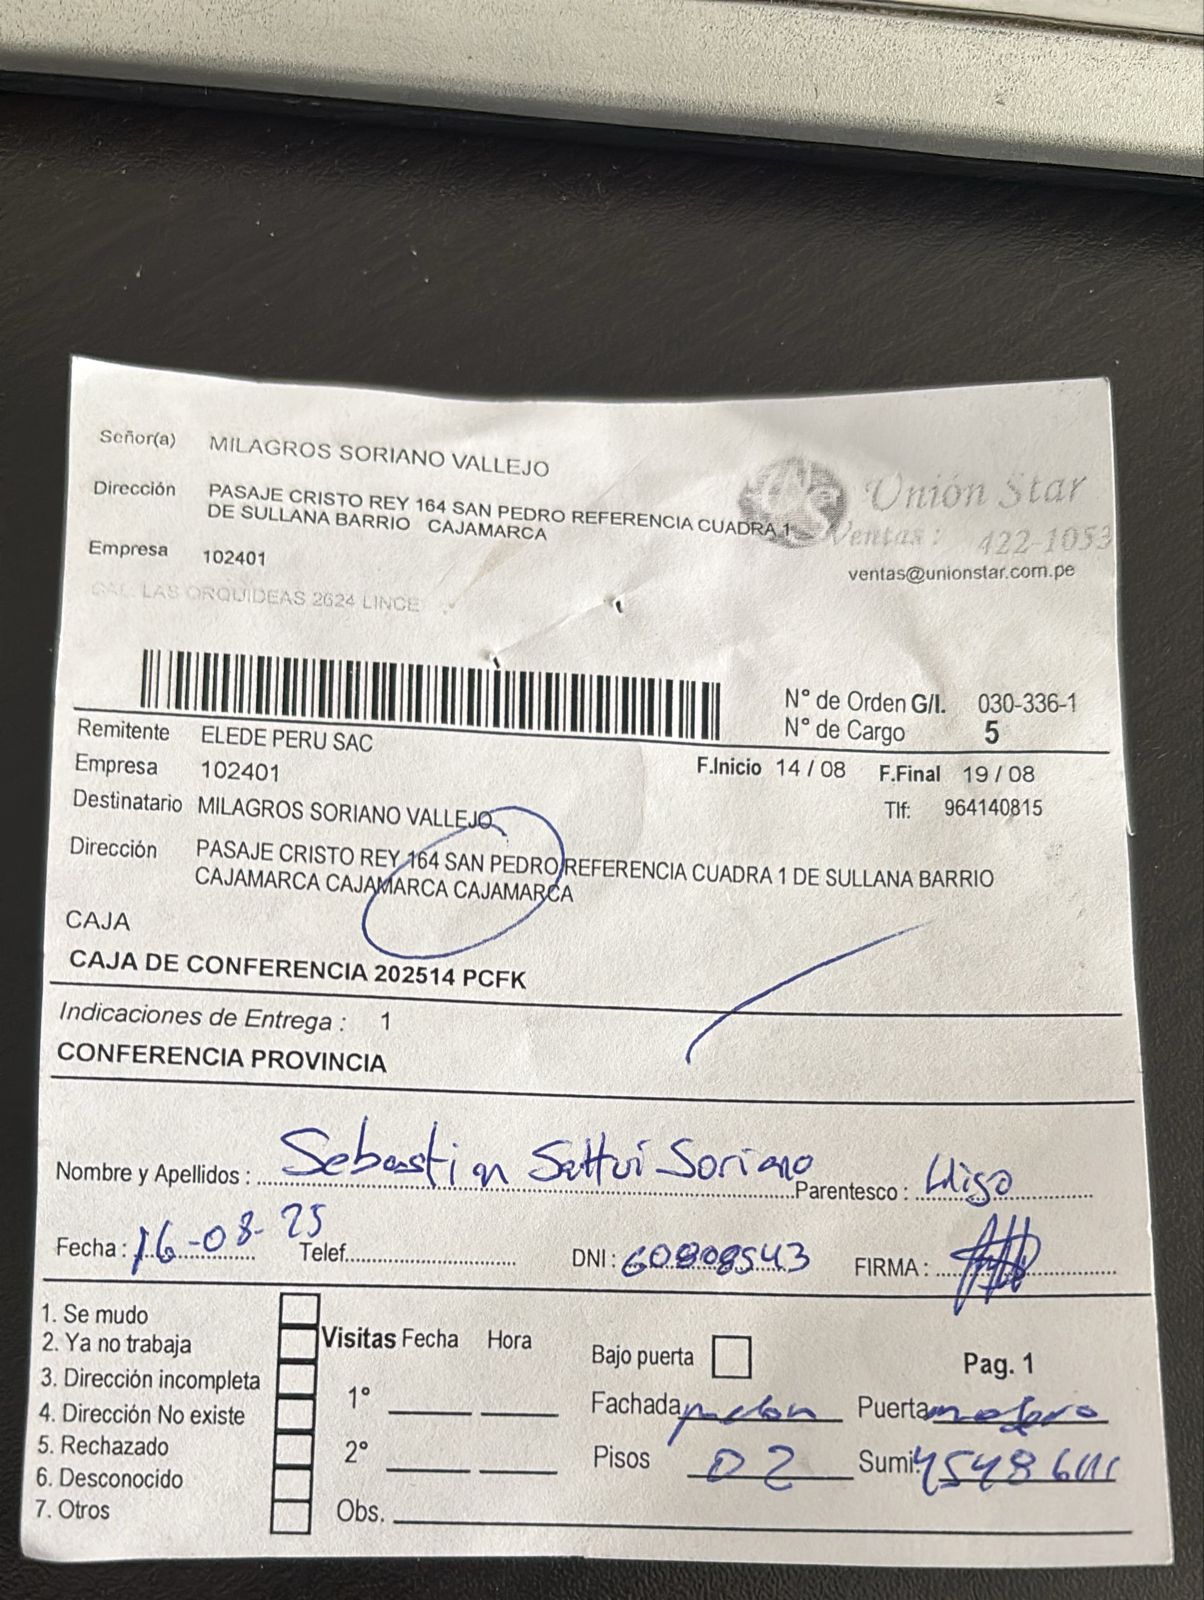 Señor(a) MILAGROS SORIANO VALLEJO
Dirección PASAJE CRISTO REY 164 SAN PEDRO REFERENCIA CUADRA 1
DE SULLANA BARRIO CAJAMARCA
Unión Star
Ventas: 422-1053
ventas@unionstar.com.pe
Empresa 102401
CAL. LAS ORQUIDEAS 2624 LINCE
N° de Orden G/I. 030-336-1
N° de Cargo 5
Remitente ELEDE PERU SAC
Empresa 102401
F.Inicio 14 / 08 F.Final 19 / 08
Destinatario MILAGROS SORIANO VALLEJO
Tlf: 964140815
Dirección PASAJE CRISTO REY 164 SAN PEDRO REFERENCIA CUADRA 1 DE SULLANA BARRIO
CAJAMARCA CAJAMARCA CAJAMARCA
CAJA
CAJA DE CONFERENCIA 202514 PCFK
Indicaciones de Entrega : 1
CONFERENCIA PROVINCIA
Nombre y Apellidos : Sebastian Sattui Soriano Parentesco : Hijo
Fecha : 16-08-25 Telef. DNI : 60808543 FIRMA :
1. Se mudo
2. Ya no trabaja
3. Dirección incompleta
4. Dirección No existe
5. Rechazado
6. Desconocido
7. Otros
Visitas Fecha Hora
1°
2°
Obs.
Bajo puerta Pag. 1
Fachada Puerta
Pisos 02 Sumi: